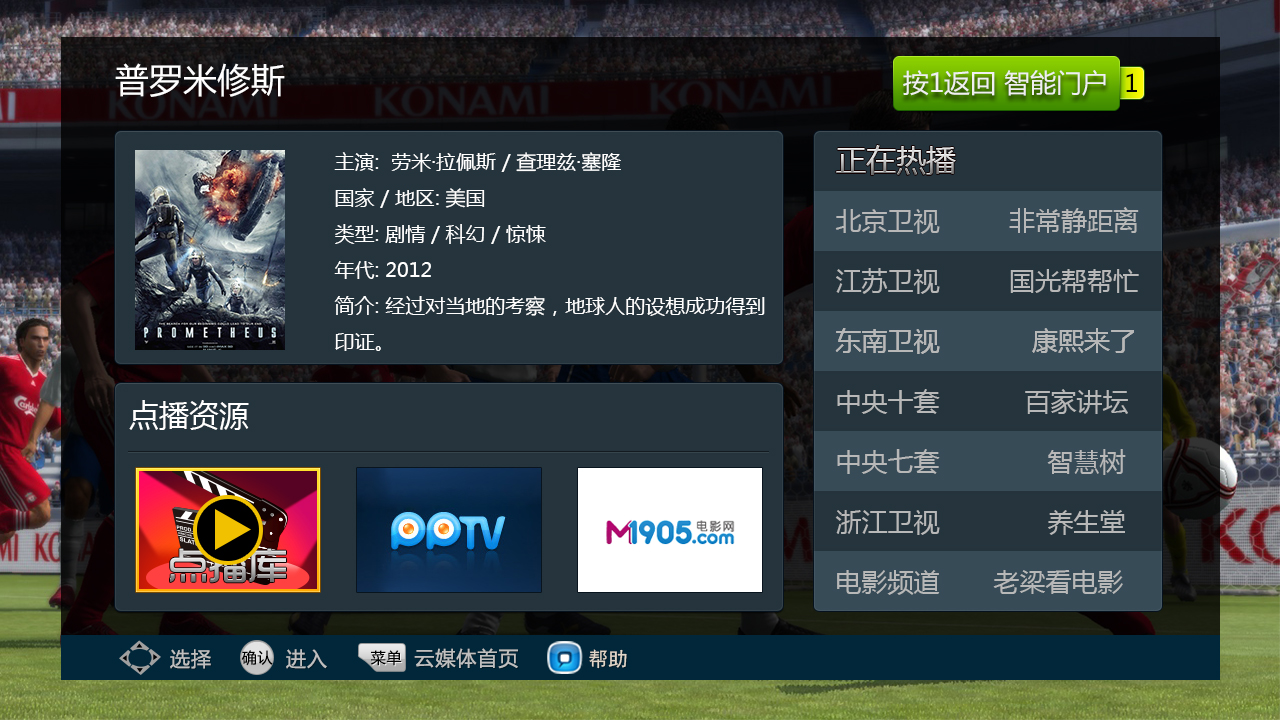 普罗米修斯
按1返回 智能门户 1
主演: 劳米·拉佩斯 / 查理兹·塞隆
国家 / 地区: 美国
类型: 剧情 / 科幻 / 惊悚
年代: 2012
简介: 经过对当地的考察，地球人的设想成功得到
印证。
PROMETHEUS
点播资源
点播库
PPTV
M1905.com 电影网
正在热播
北京卫视 非常静距离
江苏卫视 国光帮帮忙
东南卫视 康熙来了
中央十套 百家讲坛
中央七套 智慧树
浙江卫视 养生堂
电影频道 老梁看电影
选择 确认 进入 菜单 云媒体首页 帮助
KONAMI KONAMI KONAMI
Carlsberg